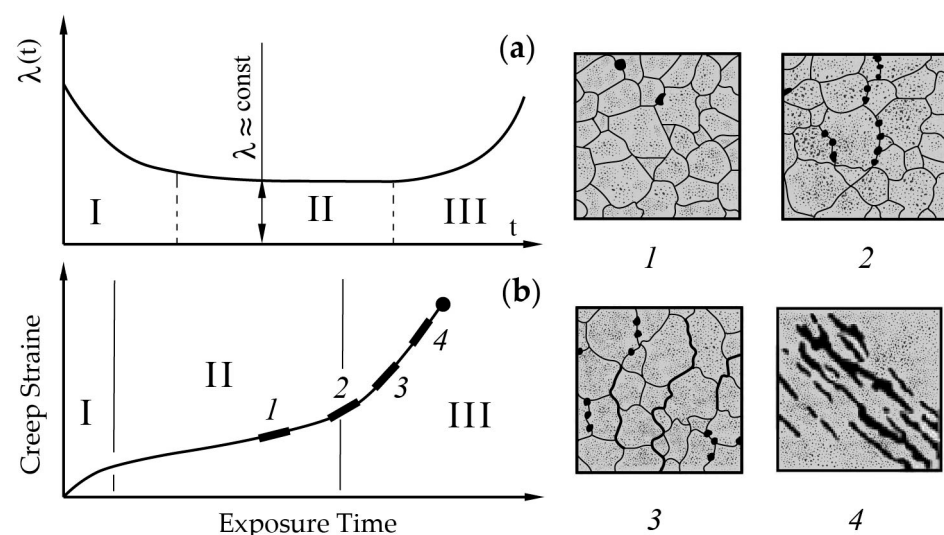 λ(t)
(a)
λ ≈ const
I
II
III
t
1
2
(b)
Creep Straine
I
II
III
1
2
3
4
Exposure Time
3
4